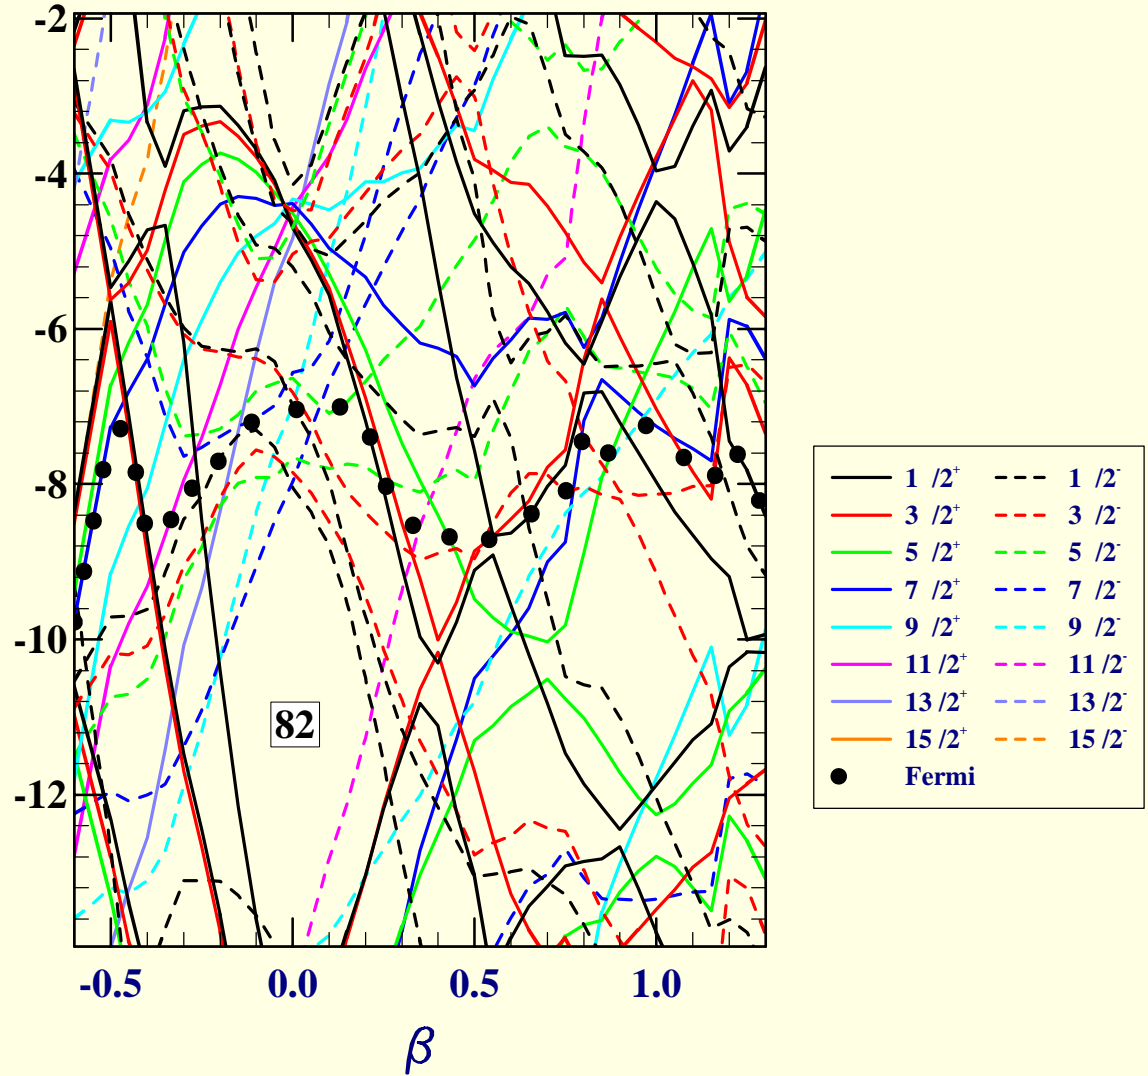 -2
-4
-6
-8
-10
-12
82
-0.5 0.0 0.5 1.0
β
1 /2⁺ 1 /2⁻
3 /2⁺ 3 /2⁻
5 /2⁺ 5 /2⁻
7 /2⁺ 7 /2⁻
9 /2⁺ 9 /2⁻
11 /2⁺ 11 /2⁻
13 /2⁺ 13 /2⁻
15 /2⁺ 15 /2⁻
Fermi